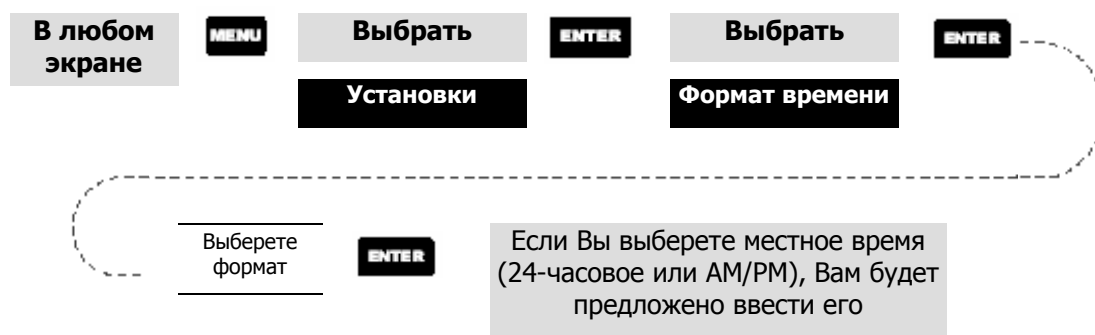 В любом
экране
MENU
Выбрать
Установки
ENTER
Выбрать
Формат времени
ENTER
Выберете
формат
ENTER
Если Вы выберете местное время
(24-часовое или AM/PM), Вам будет
предложено ввести его